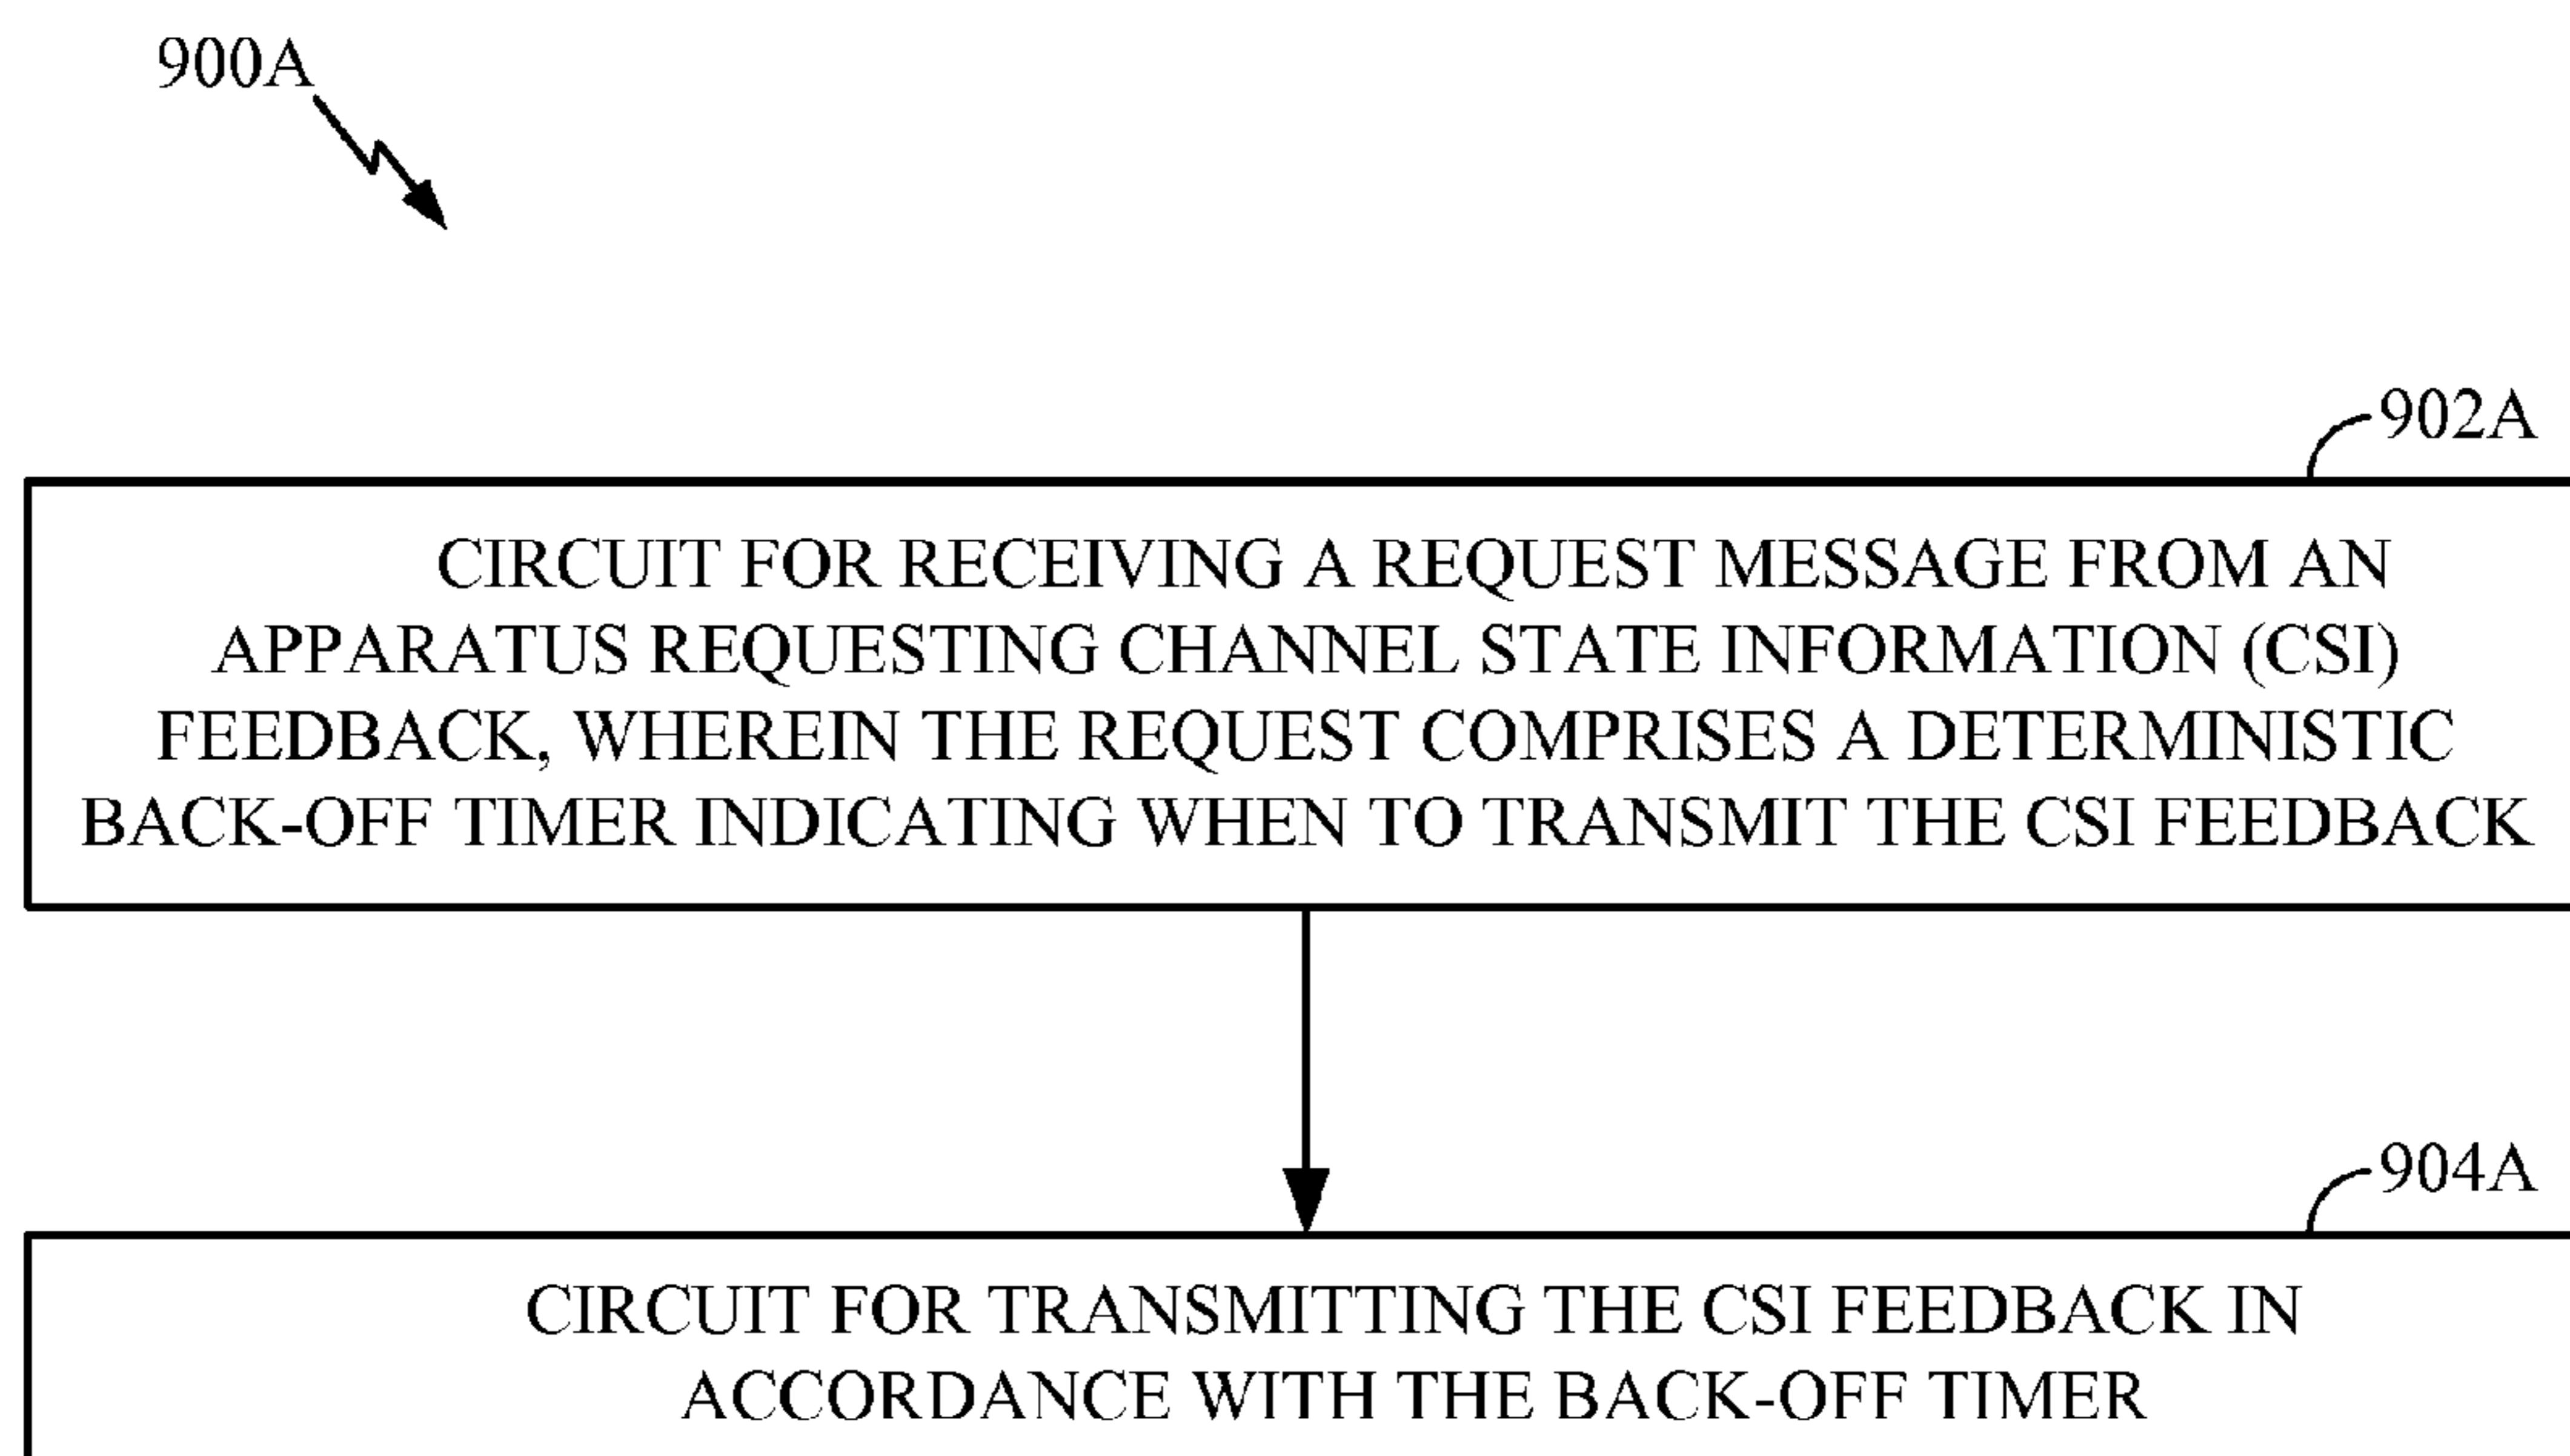 900A
902A
CIRCUIT FOR RECEIVING A REQUEST MESSAGE FROM AN
APPARATUS REQUESTING CHANNEL STATE INFORMATION (CSI)
FEEDBACK, WHEREIN THE REQUEST COMPRISES A DETERMINISTIC
BACK-OFF TIMER INDICATING WHEN TO TRANSMIT THE CSI FEEDBACK
904A
CIRCUIT FOR TRANSMITTING THE CSI FEEDBACK IN
ACCORDANCE WITH THE BACK-OFF TIMER